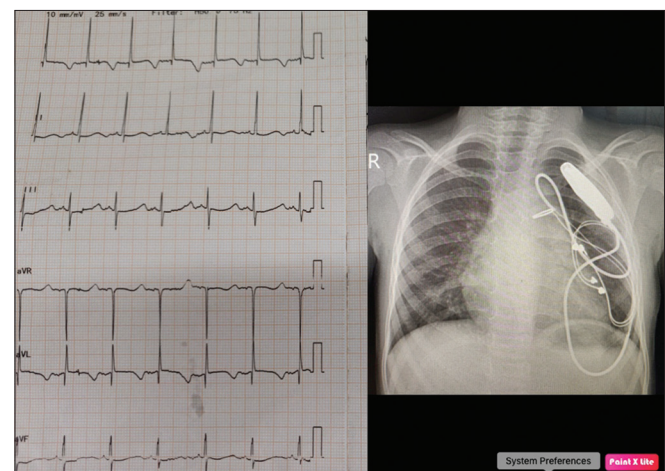 10 mm/mV 25 mm/s
II
III
aVR
aVL
aVF
R
System Preferences
Paint X Lite